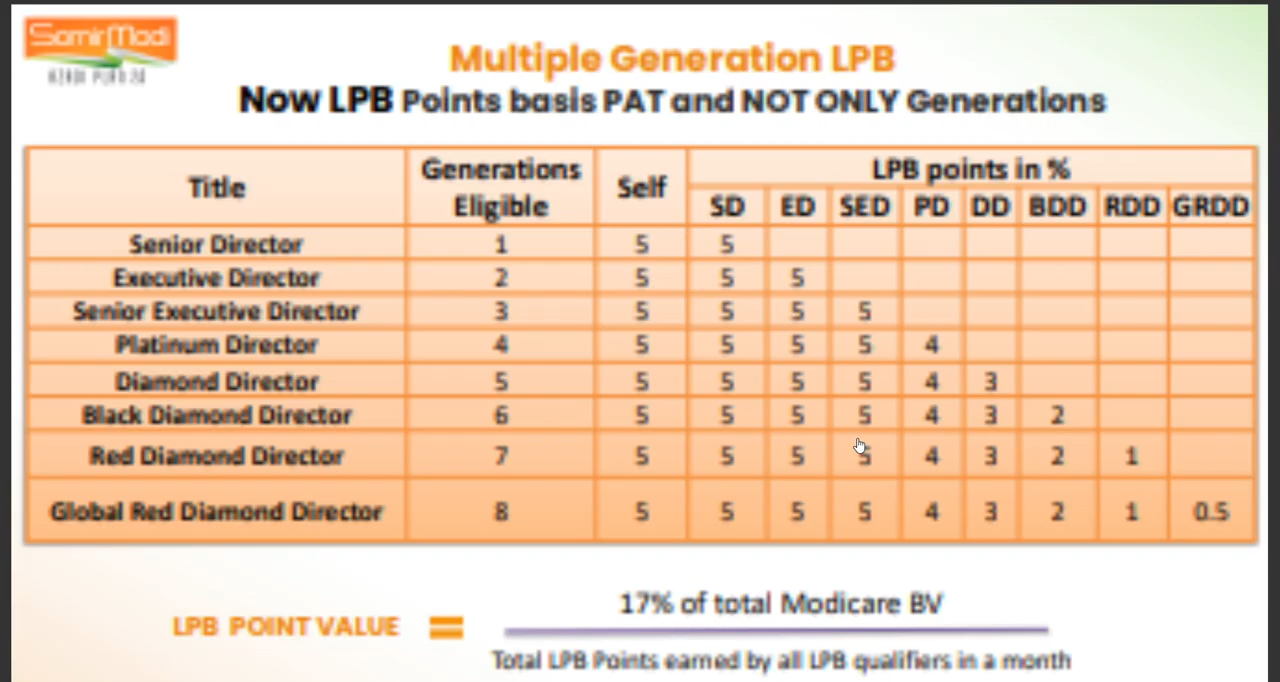 SamirModi
Multiple Generation LPB
Now LPB Points basis PAT and NOT ONLY Generations
Title Generations Eligible Self LPB points in %
SD ED SED PD DD BDD RDD GRDD
Senior Director 1 5 5
Executive Director 2 5 5 5
Senior Executive Director 3 5 5 5 5
Platinum Director 4 5 5 5 5 4
Diamond Director 5 5 5 5 5 4 3
Black Diamond Director 6 5 5 5 5 4 3 2
Red Diamond Director 7 5 5 5 5 4 3 2 1
Global Red Diamond Director 8 5 5 5 5 4 3 2 1 0.5
17% of total Modicare BV
LPB POINT VALUE =
Total LPB Points earned by all LPB qualifiers in a month